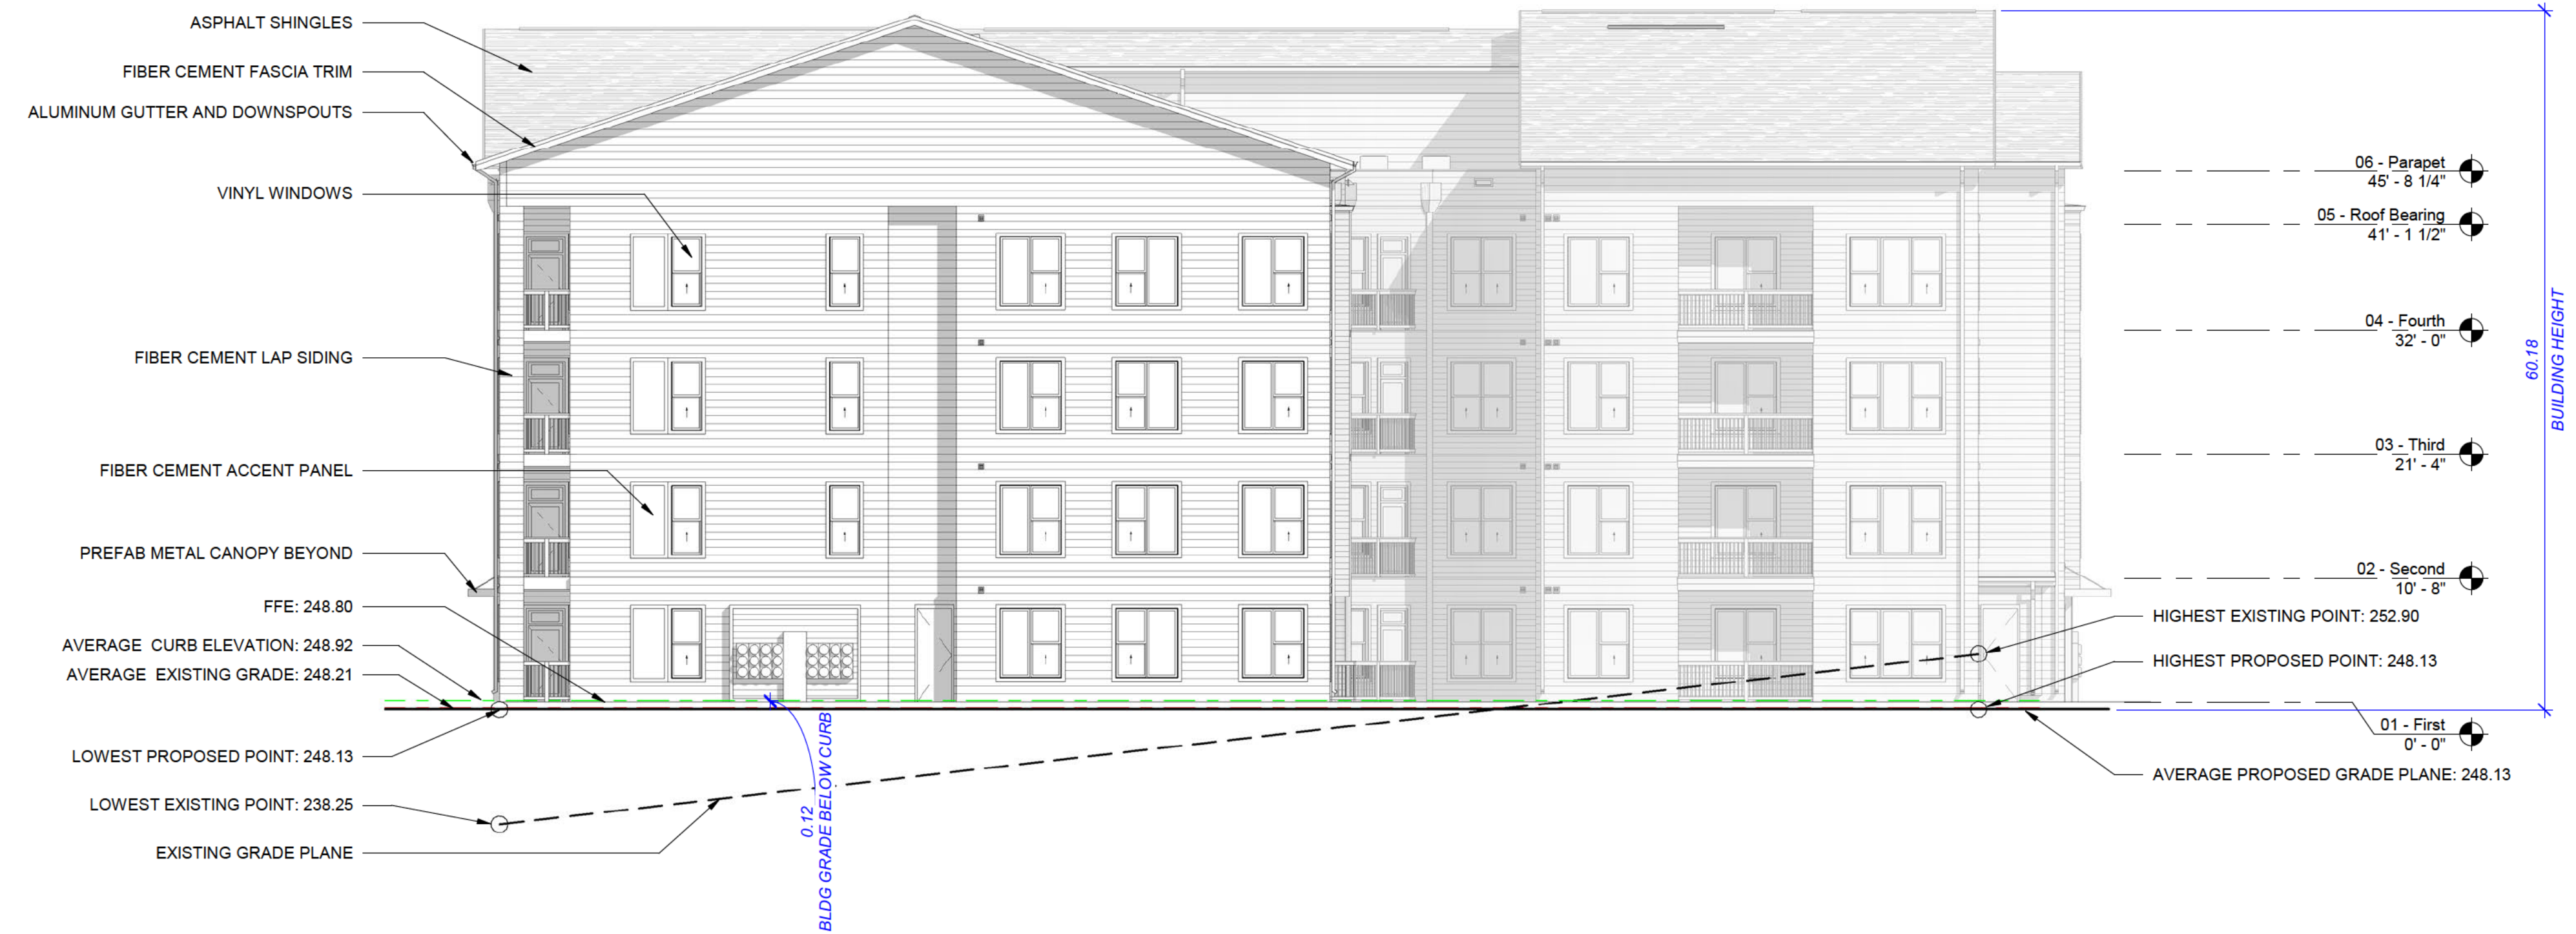 ASPHALT SHINGLES
FIBER CEMENT FASCIA TRIM
ALUMINUM GUTTER AND DOWNSPOUTS
VINYL WINDOWS
FIBER CEMENT LAP SIDING
FIBER CEMENT ACCENT PANEL
PREFAB METAL CANOPY BEYOND
FFE: 248.80
AVERAGE CURB ELEVATION: 248.92
AVERAGE EXISTING GRADE: 248.21
LOWEST PROPOSED POINT: 248.13
LOWEST EXISTING POINT: 238.25
EXISTING GRADE PLANE
0.12
BLDG GRADE BELOW CURB
06 - Parapet
45' - 8 1/4"
05 - Roof Bearing
41' - 1 1/2"
04 - Fourth
32' - 0"
03 - Third
21' - 4"
02 - Second
10' - 8"
HIGHEST EXISTING POINT: 252.90
HIGHEST PROPOSED POINT: 248.13
01 - First
0' - 0"
AVERAGE PROPOSED GRADE PLANE: 248.13
60.18
BUILDING HEIGHT